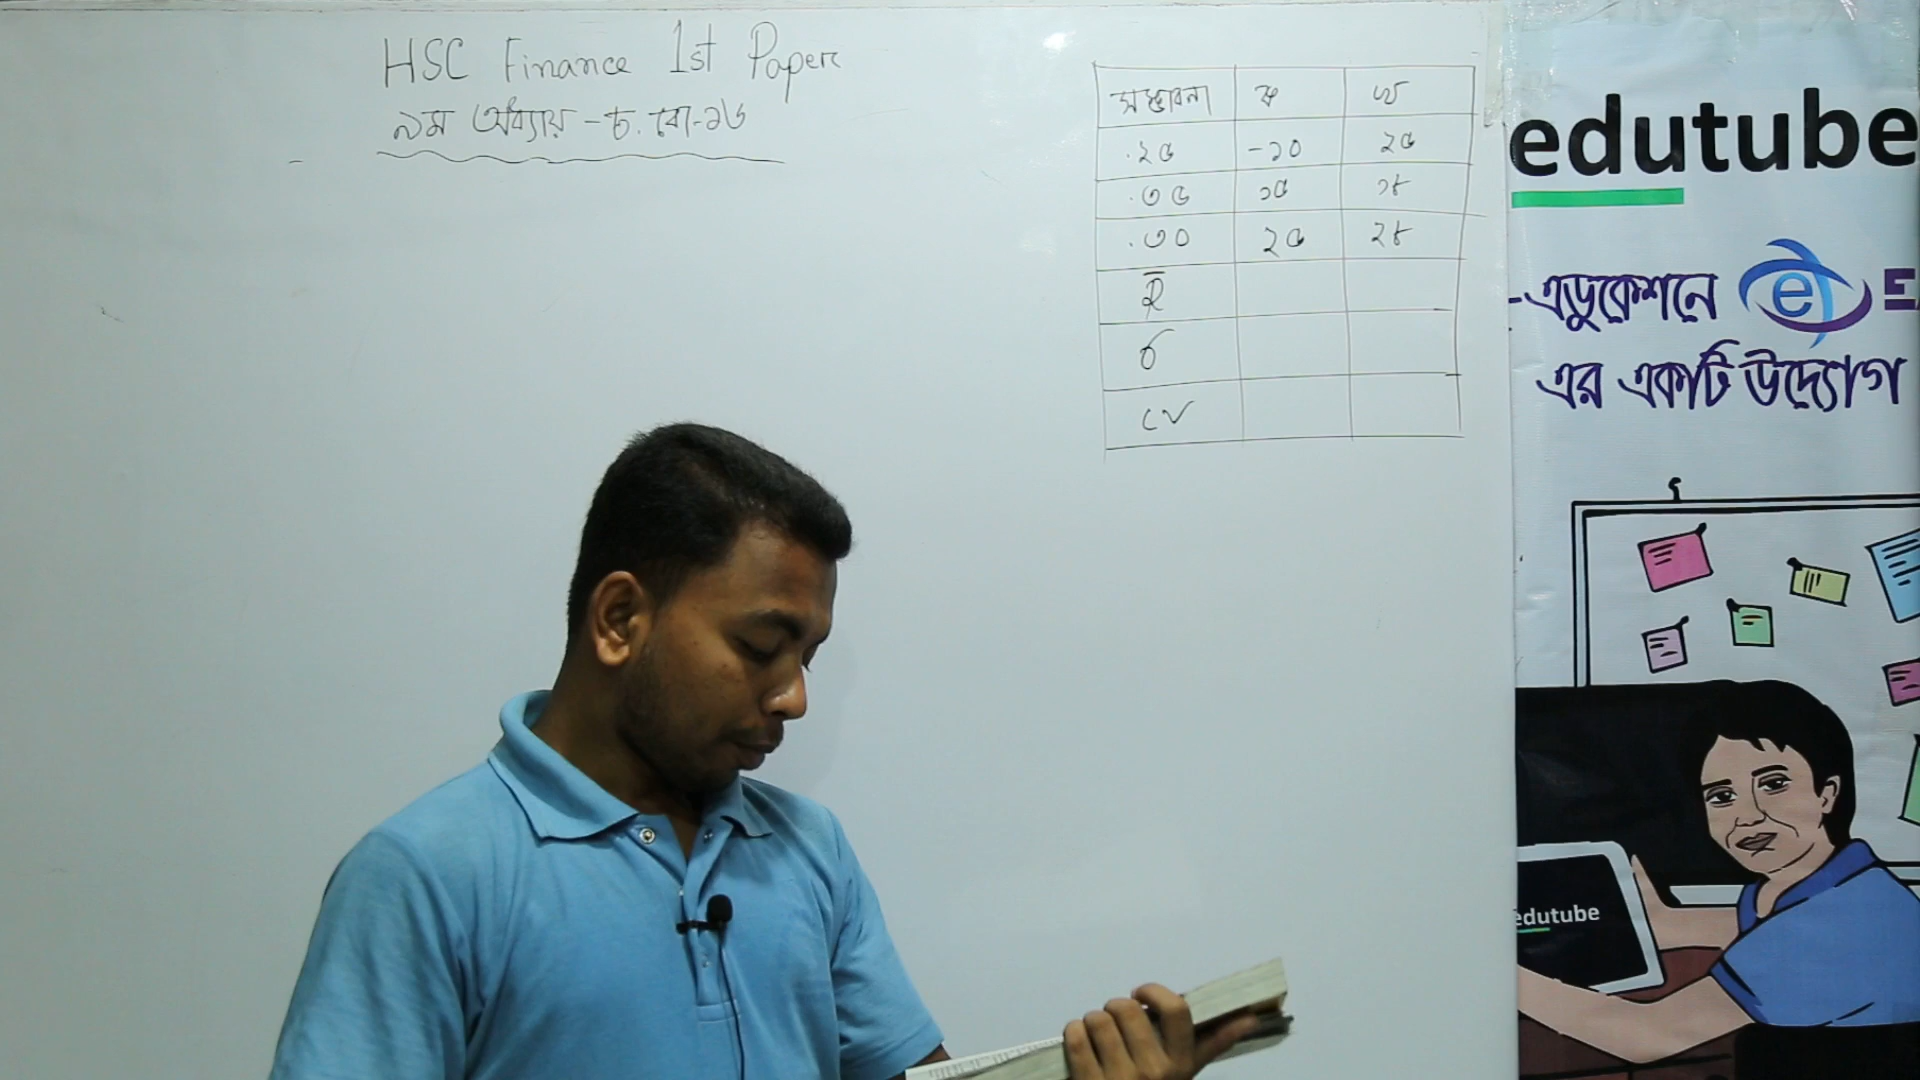 HSC Finance 1st Paper
৯ম অধ্যায় - চ. বো-১৬
সম্ভাবনা ক খ
.২৫ -১০ ২৫
.৩৫ ১৫ ১৮
.৩০ ২৫ ২৮
R̄
σ
CV
edutube
-এডুকেশনে e E
এর একটি উদ্যোগ
edutube